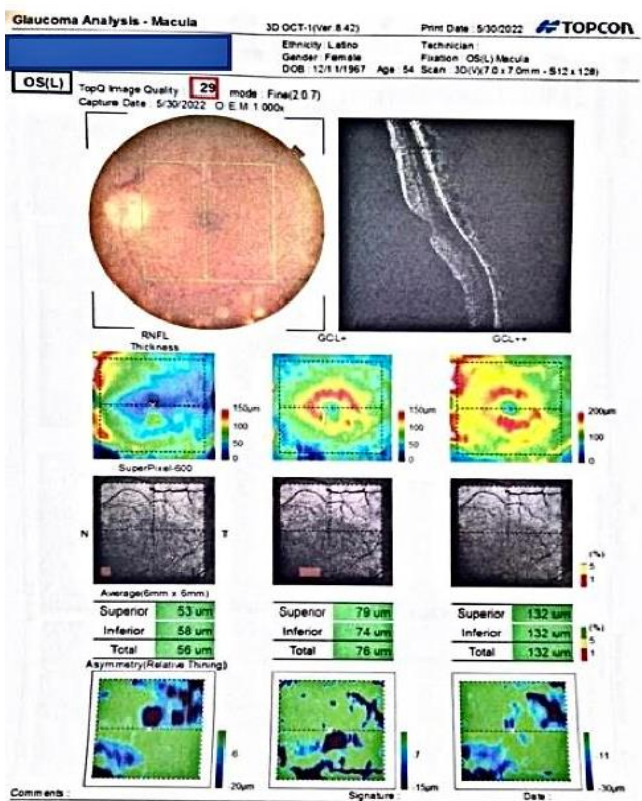 Glaucoma Analysis - Macula
3D OCT-1(Ver.8.42)
Print Date : 5/30/2022
TOPCON
Ethnicity : Latino
Technician :
Gender : Female
Fixation : OS(L) Macula
DOB : 12/11/1967 Age : 54 Scan : 3D(V)(7.0 x 7.0mm - 512 x 128)
OS(L)
TopQ Image Quality : 29 mode : Fine(2.0.7)
Capture Date : 5/30/2022
RNFL
Thickness
GCL+
GCL++
150µm
100
50
0
150µm
100
50
0
200µm
100
0
SuperPixel-600
N
T
(%)
5
1
Average(6mm x 6mm)
Superior 53 um
Inferior 58 um
Total 56 um
Superior 79 um
Inferior 74 um
Total 76 um
Superior 132 um
Inferior 132 um
Total 132 um
(%)
5
1
Asymmetry(Relative Thining)
-20µm
-15µm
-11
-30µm
Comments :
Signature :
Date :